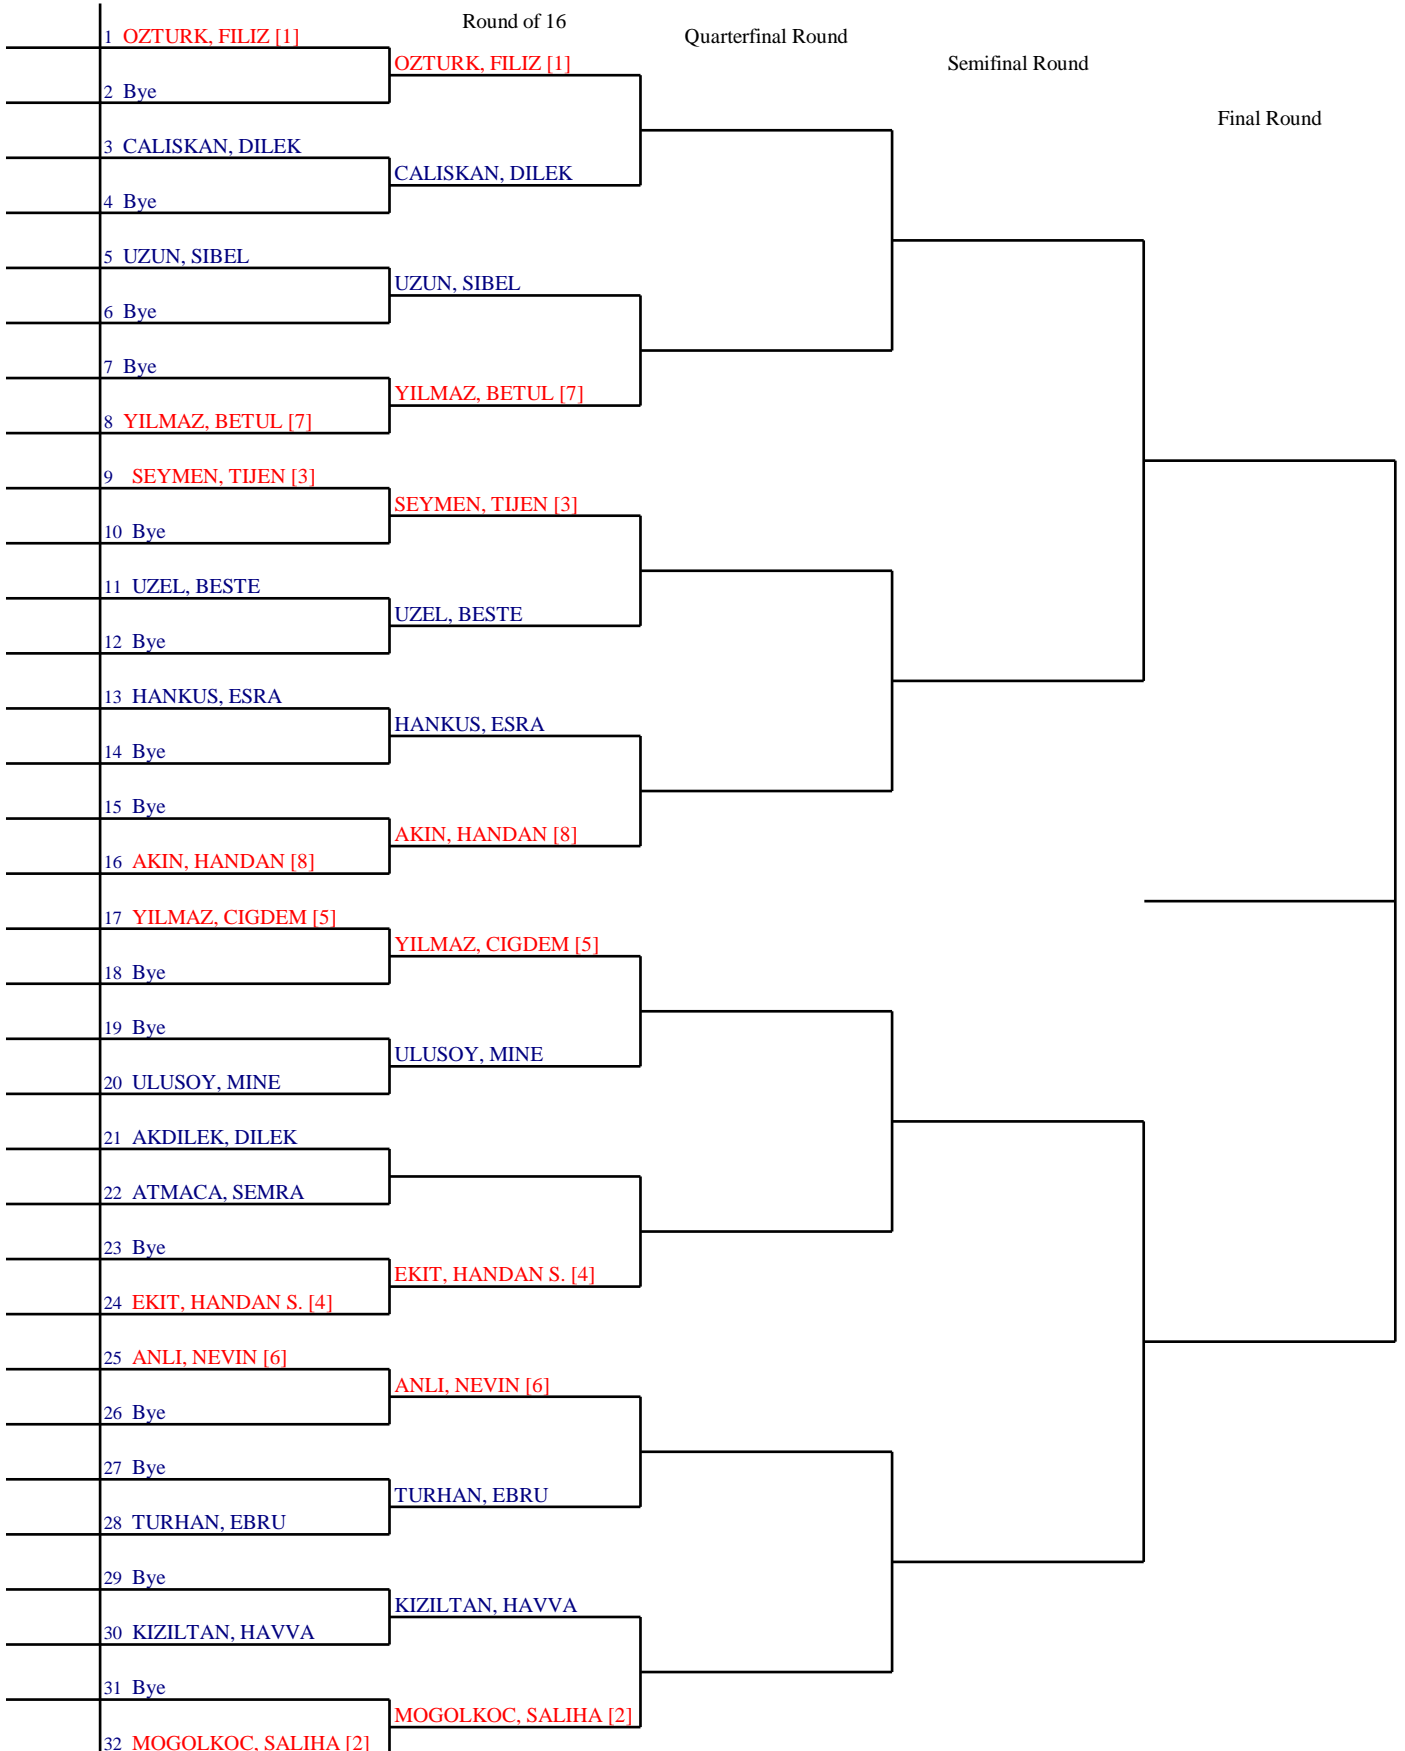 Round of 16
Quarterfinal Round
Semifinal Round
Final Round
1 OZTURK, FILIZ [1]
OZTURK, FILIZ [1]
2 Bye
3 CALISKAN, DILEK
CALISKAN, DILEK
4 Bye
5 UZUN, SIBEL
UZUN, SIBEL
6 Bye
7 Bye
YILMAZ, BETUL [7]
8 YILMAZ, BETUL [7]
9 SEYMEN, TIJEN [3]
SEYMEN, TIJEN [3]
10 Bye
11 UZEL, BESTE
UZEL, BESTE
12 Bye
13 HANKUS, ESRA
HANKUS, ESRA
14 Bye
15 Bye
AKIN, HANDAN [8]
16 AKIN, HANDAN [8]
17 YILMAZ, CIGDEM [5]
YILMAZ, CIGDEM [5]
18 Bye
19 Bye
ULUSOY, MINE
20 ULUSOY, MINE
21 AKDILEK, DILEK
22 ATMACA, SEMRA
23 Bye
EKIT, HANDAN S. [4]
24 EKIT, HANDAN S. [4]
25 ANLI, NEVIN [6]
ANLI, NEVIN [6]
26 Bye
27 Bye
TURHAN, EBRU
28 TURHAN, EBRU
29 Bye
KIZILTAN, HAVVA
30 KIZILTAN, HAVVA
31 Bye
MOGOLKOC, SALIHA [2]
32 MOGOLKOC, SALIHA [2]